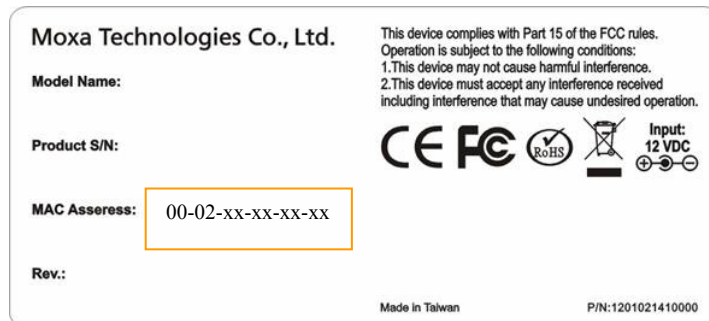 Moxa Technologies Co., Ltd.
Model Name:
Product S/N:
MAC Asseress: 00-02-xx-xx-xx-xx
Rev.:
This device complies with Part 15 of the FCC rules.
Operation is subject to the following conditions:
1.This device may not cause harmful interference.
2.This device must accept any interference received
including interference that may cause undesired operation.
CE FC RoHS
Input:
12 VDC
Made in Taiwan P/N:1201021410000